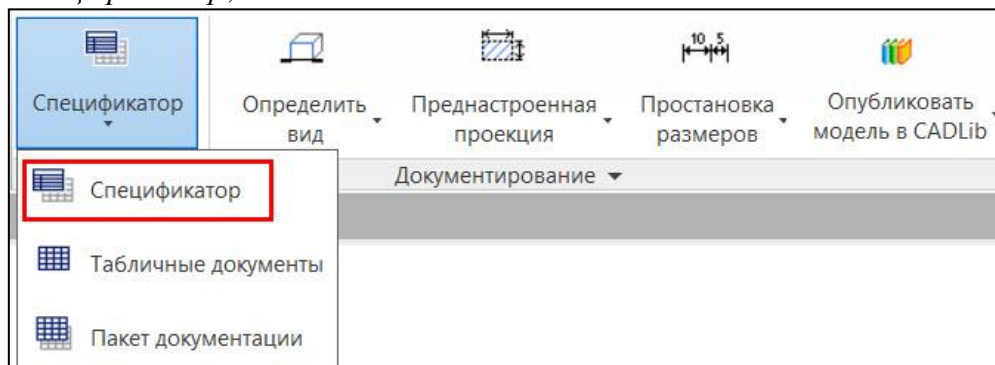 10 5
Спецификатор
Определить
вид
Преднастроенная
проекция
Простановка
размеров
Опубликовать
модель в CADLib
Документирование
Спецификатор
Табличные документы
Пакет документации